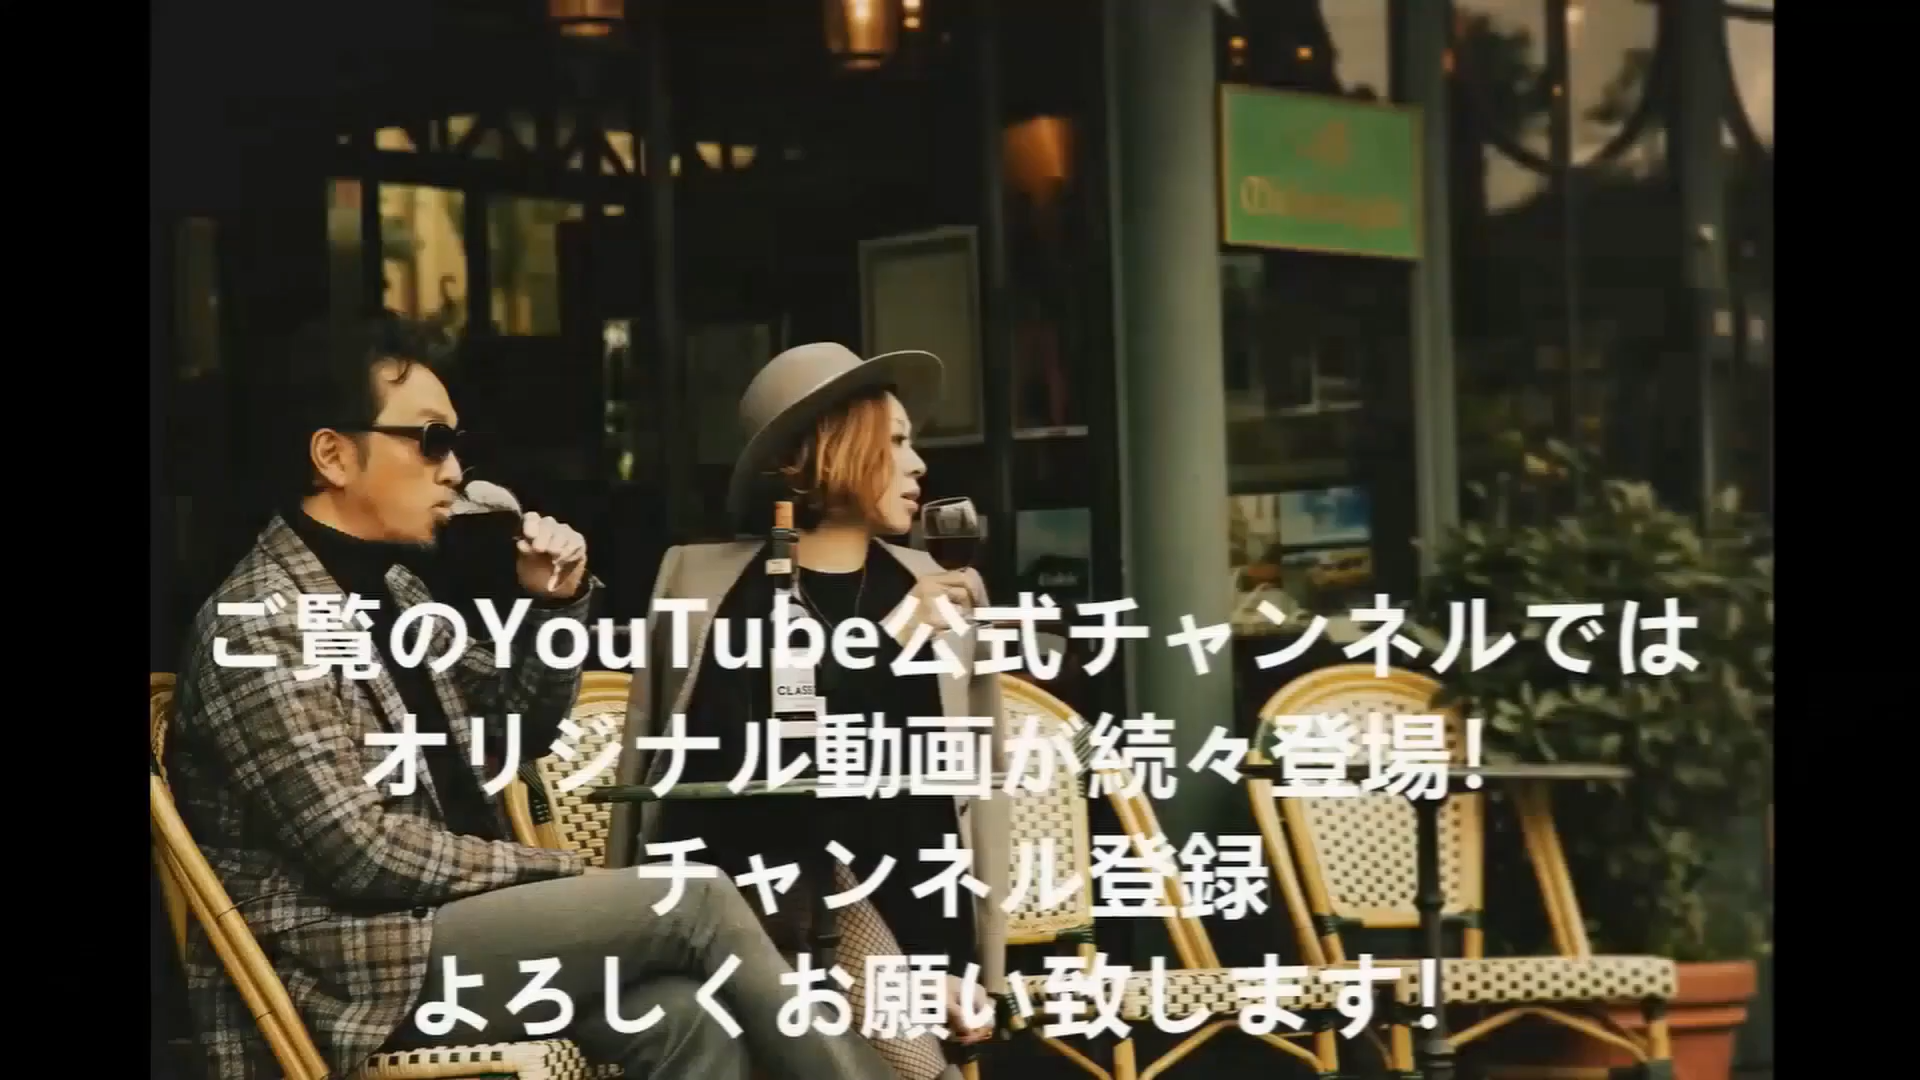 ご覧のYouTube公式チャンネルでは
オリジナル動画が続々登場!
チャンネル登録
よろしくお願い致します!